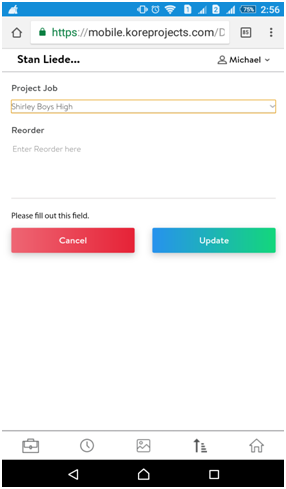 75% 2:56
https://mobile.koreprojects.com/D
85
Stan Liede... Michael
Project Job
Shirley Boys High
Reorder
Enter Reorder here
Please fill out this field.
Cancel Update